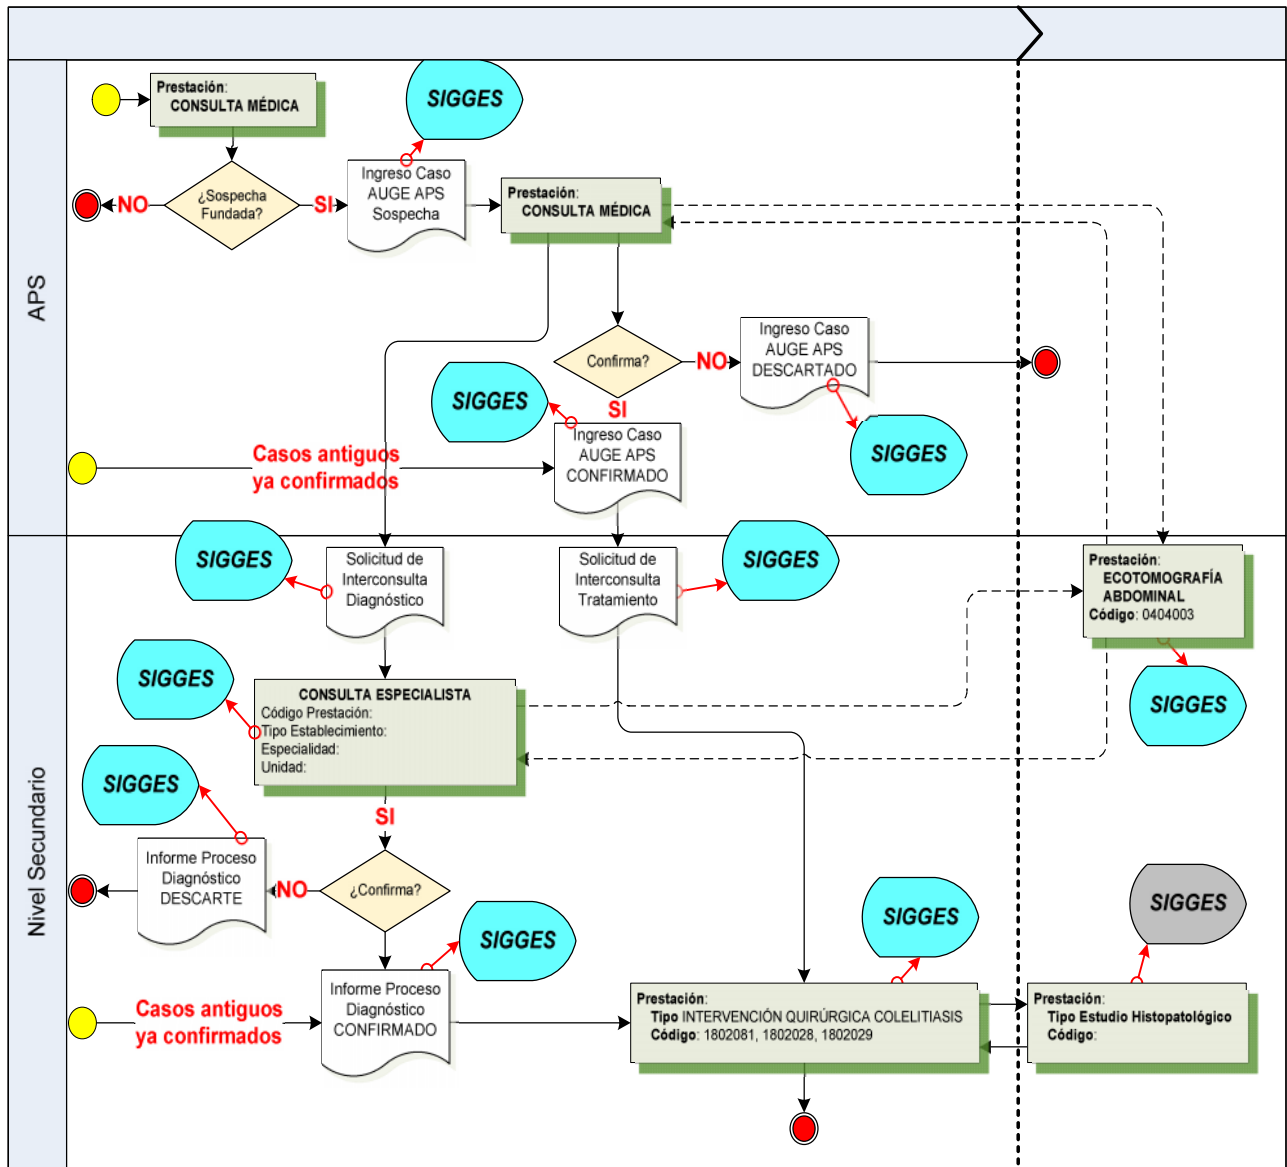 APS
Prestación:
CONSULTA MÉDICA
SIGGES
¿Sospecha
Fundada?
NO
SI
Ingreso Caso
AUGE APS
Sospecha
Prestación:
CONSULTA MÉDICA
Confirma?
NO
SI
Ingreso Caso
AUGE APS
DESCARTADO
SIGGES
SIGGES
Ingreso Caso
AUGE APS
CONFIRMADO
Casos antiguos
ya confirmados
Nivel Secundario
SIGGES
Solicitud de
Interconsulta
Diagnóstico
Solicitud de
Interconsulta
Tratamiento
SIGGES
Prestación:
ECOTOMOGRAFÍA
ABDOMINAL
Código: 0404003
SIGGES
SIGGES
CONSULTA ESPECIALISTA
Código Prestación:
Tipo Establecimiento:
Especialidad:
Unidad:
SIGGES
SI
¿Confirma?
NO
Informe Proceso
Diagnóstico
DESCARTE
SIGGES
Informe Proceso
Diagnóstico
CONFIRMADO
Casos antiguos
ya confirmados
SIGGES
Prestación:
Tipo INTERVENCIÓN QUIRÚRGICA COLELITIASIS
Código: 1802081, 1802028, 1802029
SIGGES
Prestación:
Tipo Estudio Histopatológico
Código: